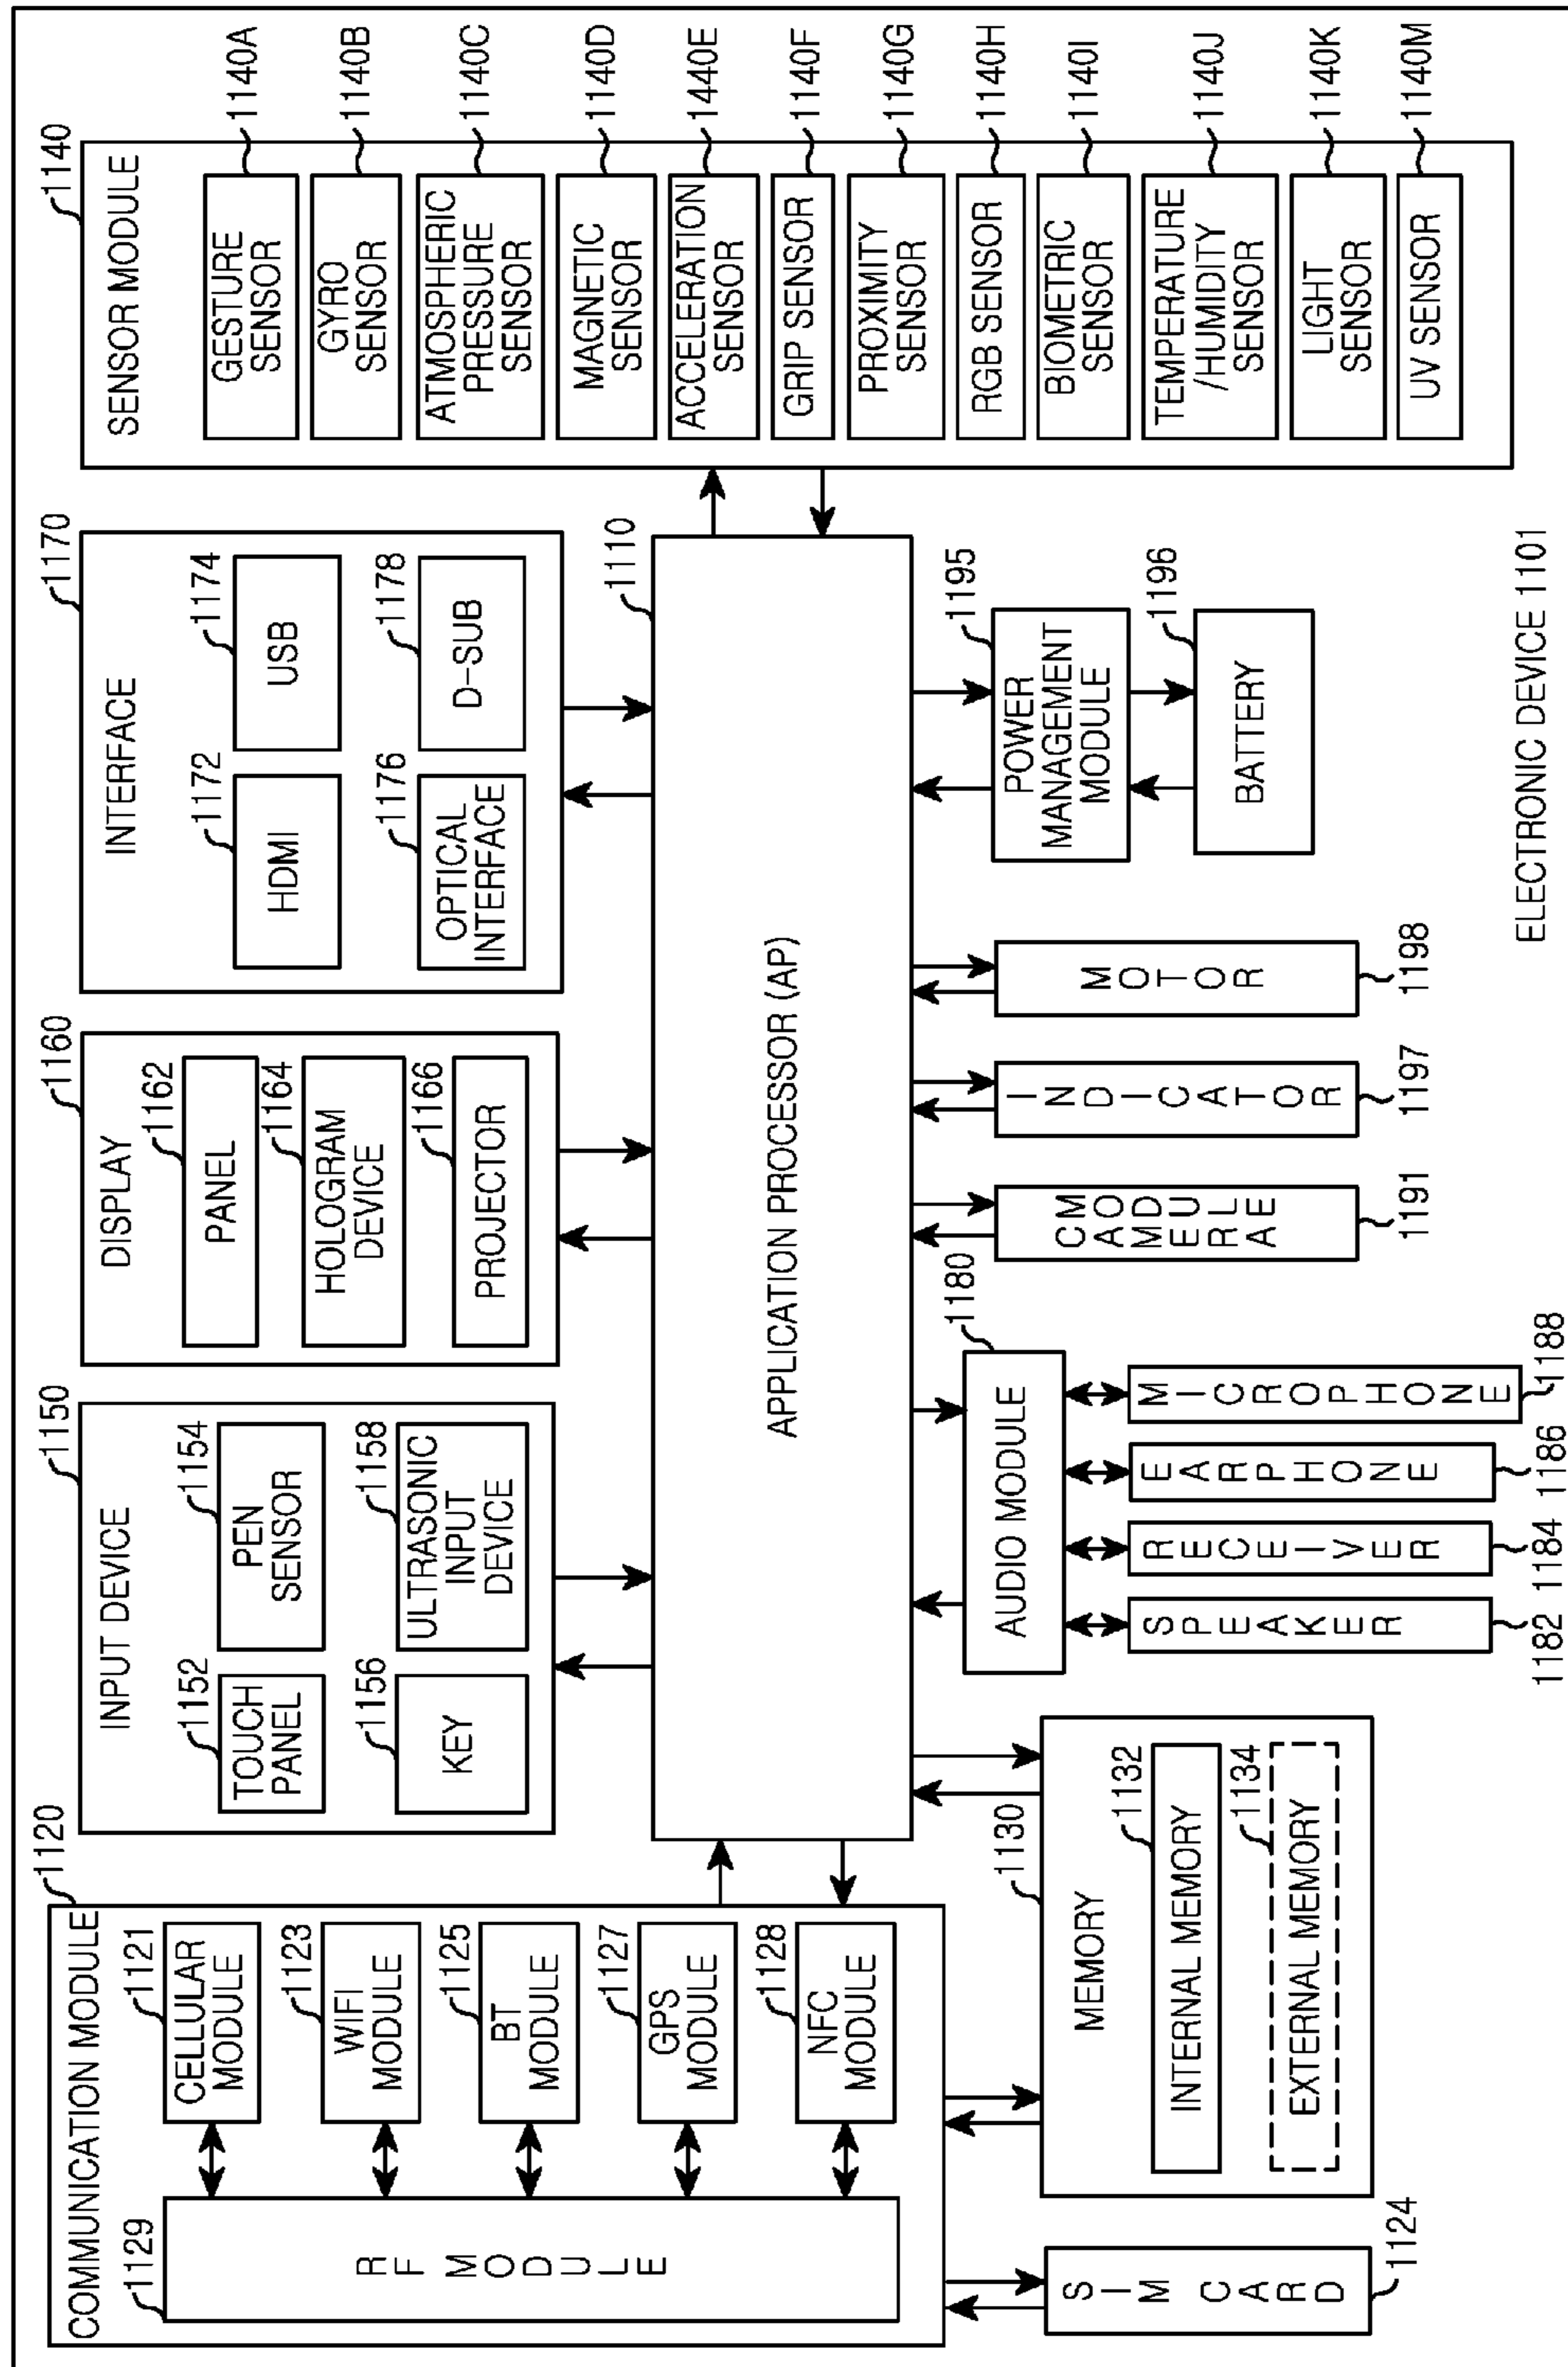 COMMUNICATION MODULE
1120
1129
RF MODULE
CELLULAR
MODULE
1121
WIFI
MODULE
1123
BT
MODULE
1125
GPS
MODULE
1127
NFC
MODULE
1128
SIM CARD
1124
MEMORY
1130
INTERNAL MEMORY
1132
EXTERNAL MEMORY
1134
INPUT DEVICE
1150
TOUCH
PANEL
1152
PEN
SENSOR
1154
KEY
1156
ULTRASONIC
INPUT
DEVICE
1158
DISPLAY
1160
PANEL
1162
HOLOGRAM
DEVICE
1164
PROJECTOR
1166
INTERFACE
1170
HDMI
1172
USB
1174
OPTICAL
INTERFACE
1176
D-SUB
1178
APPLICATION PROCESSOR (AP)
1110
SENSOR MODULE
1140
GESTURE
SENSOR
1140A
GYRO
SENSOR
1140B
ATMOSPHERIC
PRESSURE
SENSOR
1140C
MAGNETIC
SENSOR
1140D
ACCELERATION
SENSOR
1440E
GRIP SENSOR
1140F
PROXIMITY
SENSOR
1140G
RGB SENSOR
1140H
BIOMETRIC
SENSOR
1140I
TEMPERATURE
/HUMIDITY
SENSOR
1140J
LIGHT
SENSOR
1140K
UV SENSOR
1140M
AUDIO MODULE
1180
SPEAKER
1182
RECEIVER
1184
EARPHONE
1186
MICROPHONE
1188
CAMERA
MODULE
1191
INDICATOR
1197
MOTOR
1198
POWER
MANAGEMENT
MODULE
1195
BATTERY
1196
ELECTRONIC DEVICE 1101